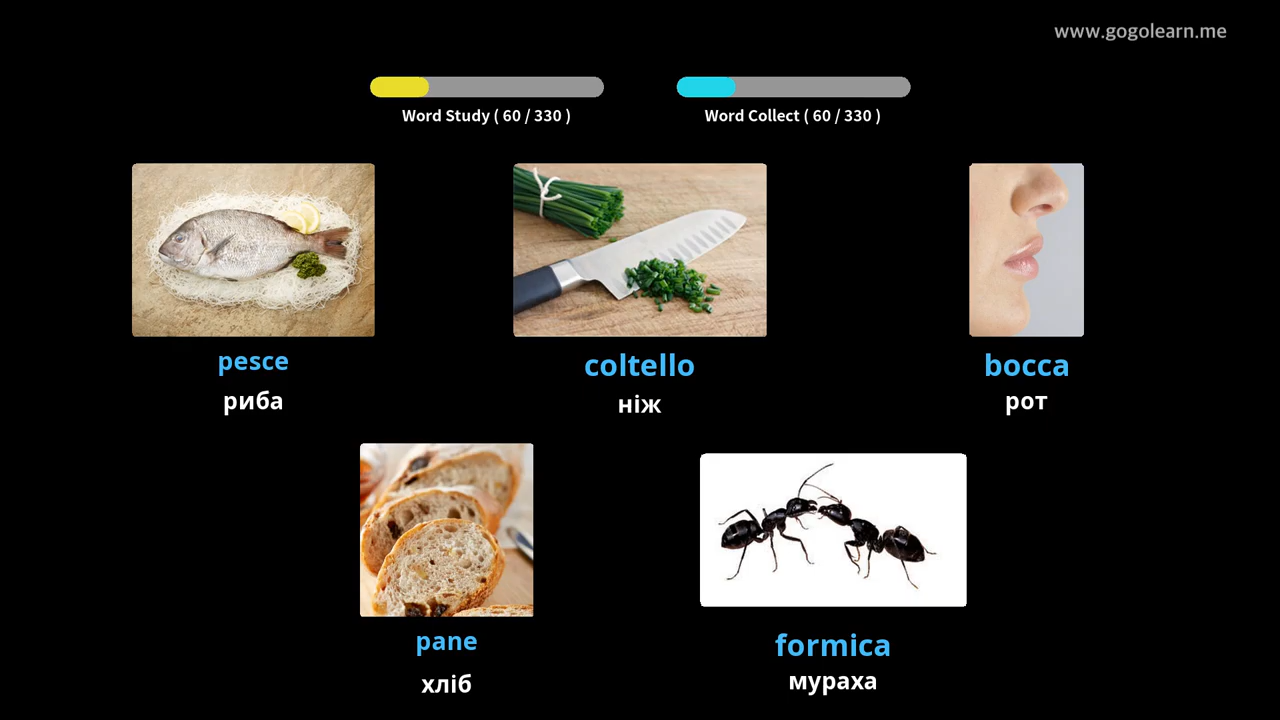 www.gogolearn.me
Word Study ( 60 / 330 )
Word Collect ( 60 / 330 )
pesce
риба
coltello
ніж
bocca
рот
pane
хліб
formica
мураха